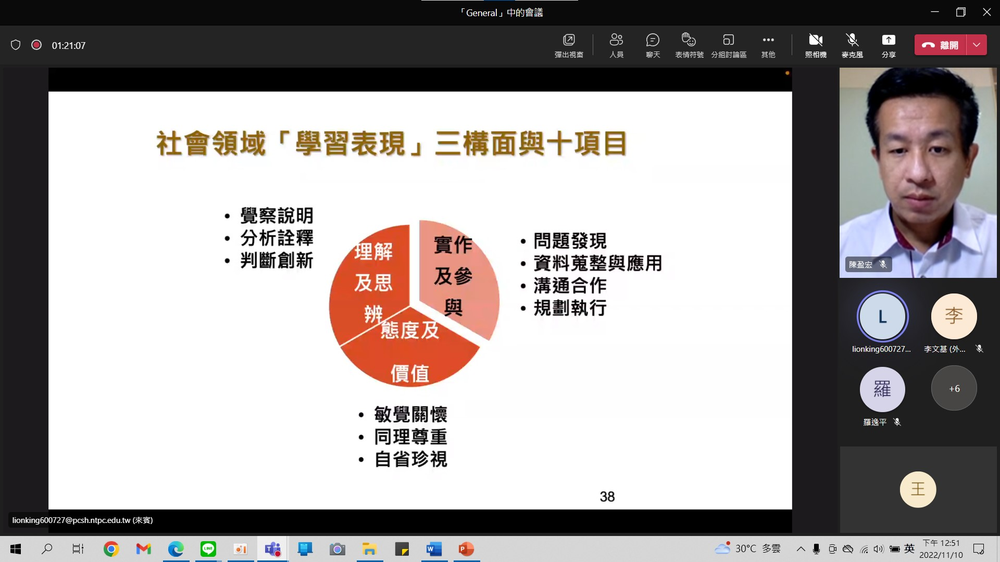 「General」中的會議
01:21:07
彈出視窗
人員
聊天
表情符號
分組討論區
其他
照相機
麥克風
分享
離開
社會領域「學習表現」三構面與十項目
• 覺察說明
• 分析詮釋
• 判斷創新
理解
及思
辨
實作
及參
與
• 問題發現
• 資料蒐整與應用
• 溝通合作
• 規劃執行
態度及
價值
• 敏覺關懷
• 同理尊重
• 自省珍視
38
陳盈宏
L
lionking600727...
李
李文基 (外...
羅
羅逸平
+6
王
lionking600727@pcsh.ntpc.edu.tw (來賓)
30°C 多雲
英
下午 12:51
2022/11/10